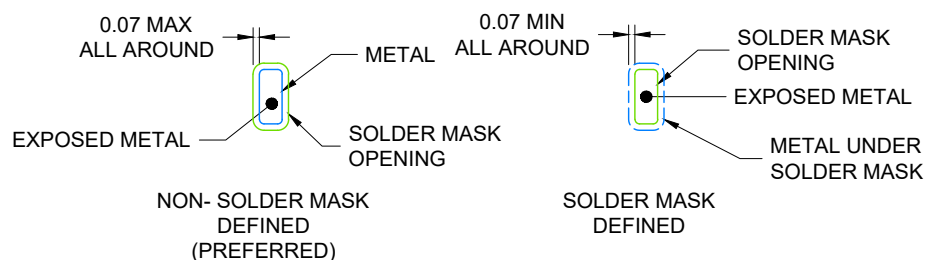 0.07 MAX
ALL AROUND
METAL
EXPOSED METAL
SOLDER MASK
OPENING
NON- SOLDER MASK
DEFINED
(PREFERRED)
0.07 MIN
ALL AROUND
SOLDER MASK
OPENING
EXPOSED METAL
METAL UNDER
SOLDER MASK
SOLDER MASK
DEFINED